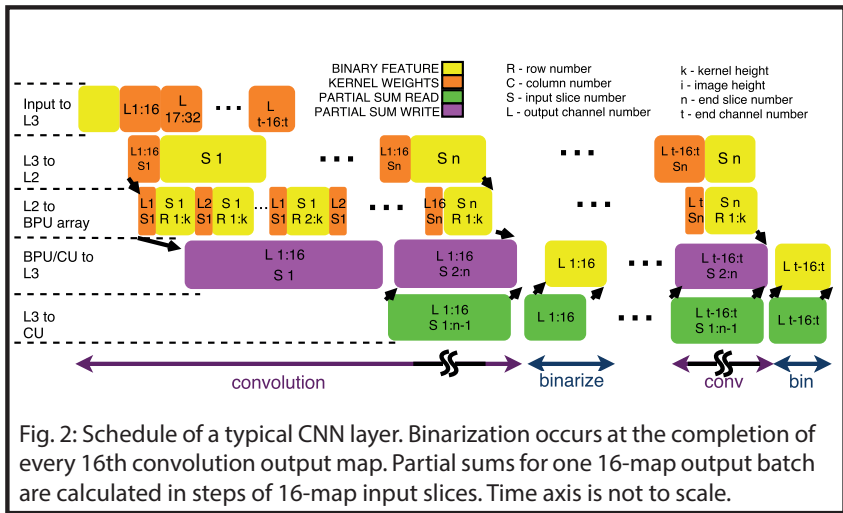 BINARY FEATURE
KERNEL WEIGHTS
PARTIAL SUM READ
PARTIAL SUM WRITE
R - row number
C - column number
S - input slice number
L - output channel number
k - kernel height
i - image height
n - end slice number
t - end channel number
Input to
L3
L1:16
L
17:32
...
L
t-16:t
L3 to
L2
L1:16
S1
S 1
...
L1:16
Sn
S n
...
L t-16:t
Sn
S n
L2 to
BPU array
L1
S1
S 1
R 1:k
L2
S1
S 1
R 1:k
...
L1
S1
S 1
R 2:k
L2
S1
...
L16
Sn
S n
R 1:k
...
L t
Sn
S n
R 1:k
BPU/CU to
L3
L 1:16
S 1
L 1:16
S 2:n
L 1:16
...
L t-16:t
S 2:n
L t-16:t
L3 to
CU
L 1:16
S 1:n-1
L 1:16
...
L t-16:t
S 1:n-1
L t-16:t
convolution
binarize
conv
bin
Fig. 2: Schedule of a typical CNN layer. Binarization occurs at the completion of
every 16th convolution output map. Partial sums for one 16-map output batch
are calculated in steps of 16-map input slices. Time axis is not to scale.